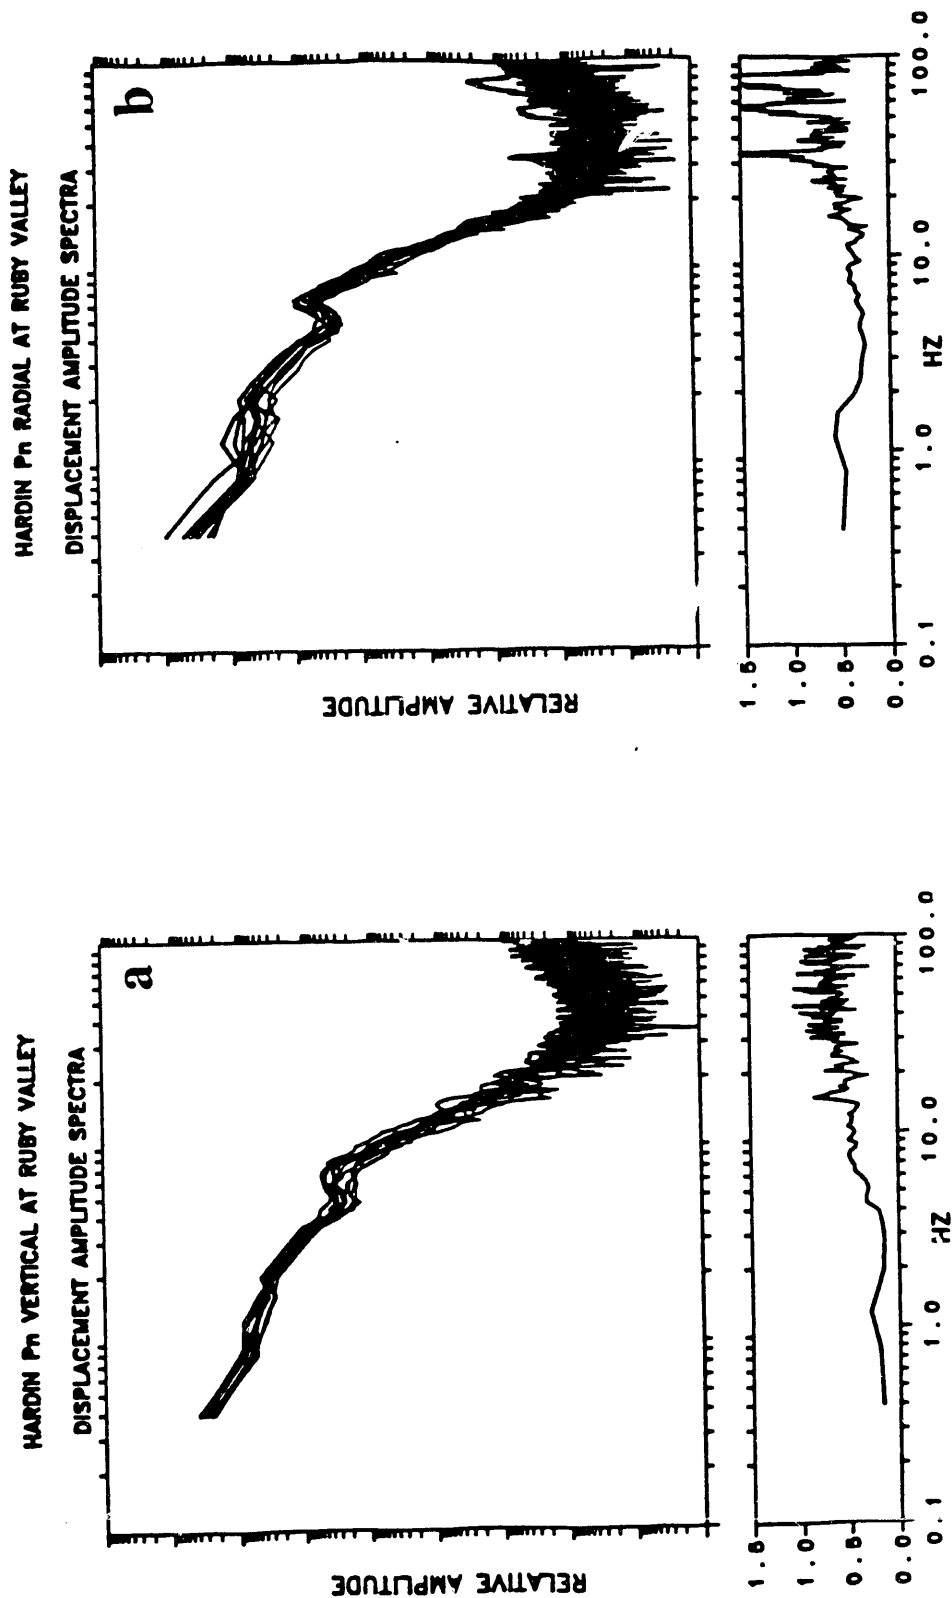 HARDIN Pn VERTICAL AT RUBY VALLEY
DISPLACEMENT AMPLITUDE SPECTRA
a
RELATIVE AMPLITUDE
1.5
1.0
0.5
0.0
0.1
1.0
10.0
100.0
HZ
HARDIN Pn RADIAL AT RUBY VALLEY
DISPLACEMENT AMPLITUDE SPECTRA
b
RELATIVE AMPLITUDE
1.5
1.0
0.5
0.0
0.1
1.0
10.0
100.0
HZ